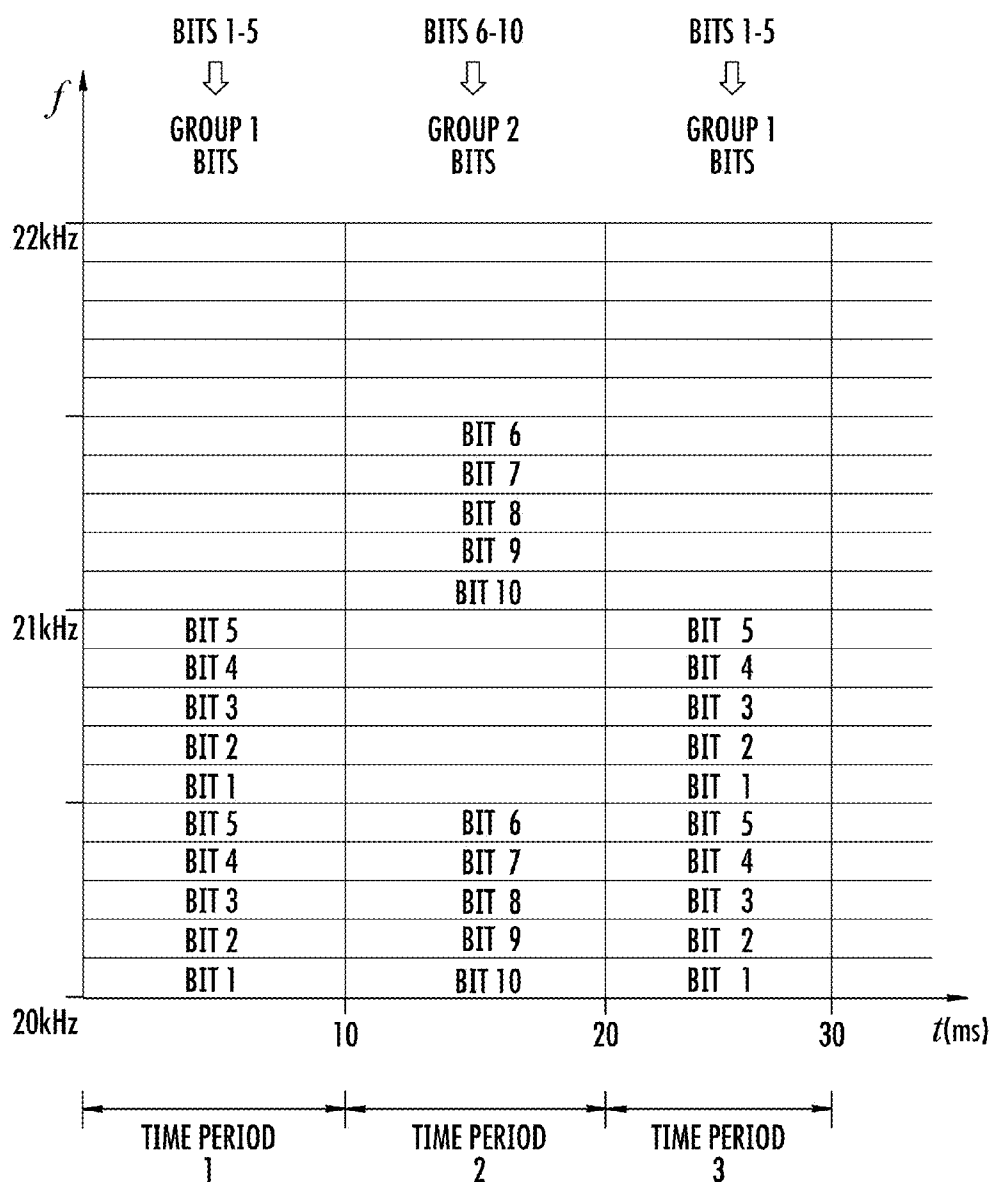 BITS 1-5 BITS 6-10 BITS 1-5
f
GROUP 1 GROUP 2 GROUP 1
BITS BITS BITS
22kHz
BIT 6
BIT 7
BIT 8
BIT 9
BIT 10
21kHz
BIT 5 BIT 5
BIT 4 BIT 4
BIT 3 BIT 3
BIT 2 BIT 2
BIT 1 BIT 1
BIT 5 BIT 6 BIT 5
BIT 4 BIT 7 BIT 4
BIT 3 BIT 8 BIT 3
BIT 2 BIT 9 BIT 2
BIT 1 BIT 10 BIT 1
20kHz 10 20 30 t(ms)
TIME PERIOD TIME PERIOD TIME PERIOD
1 2 3